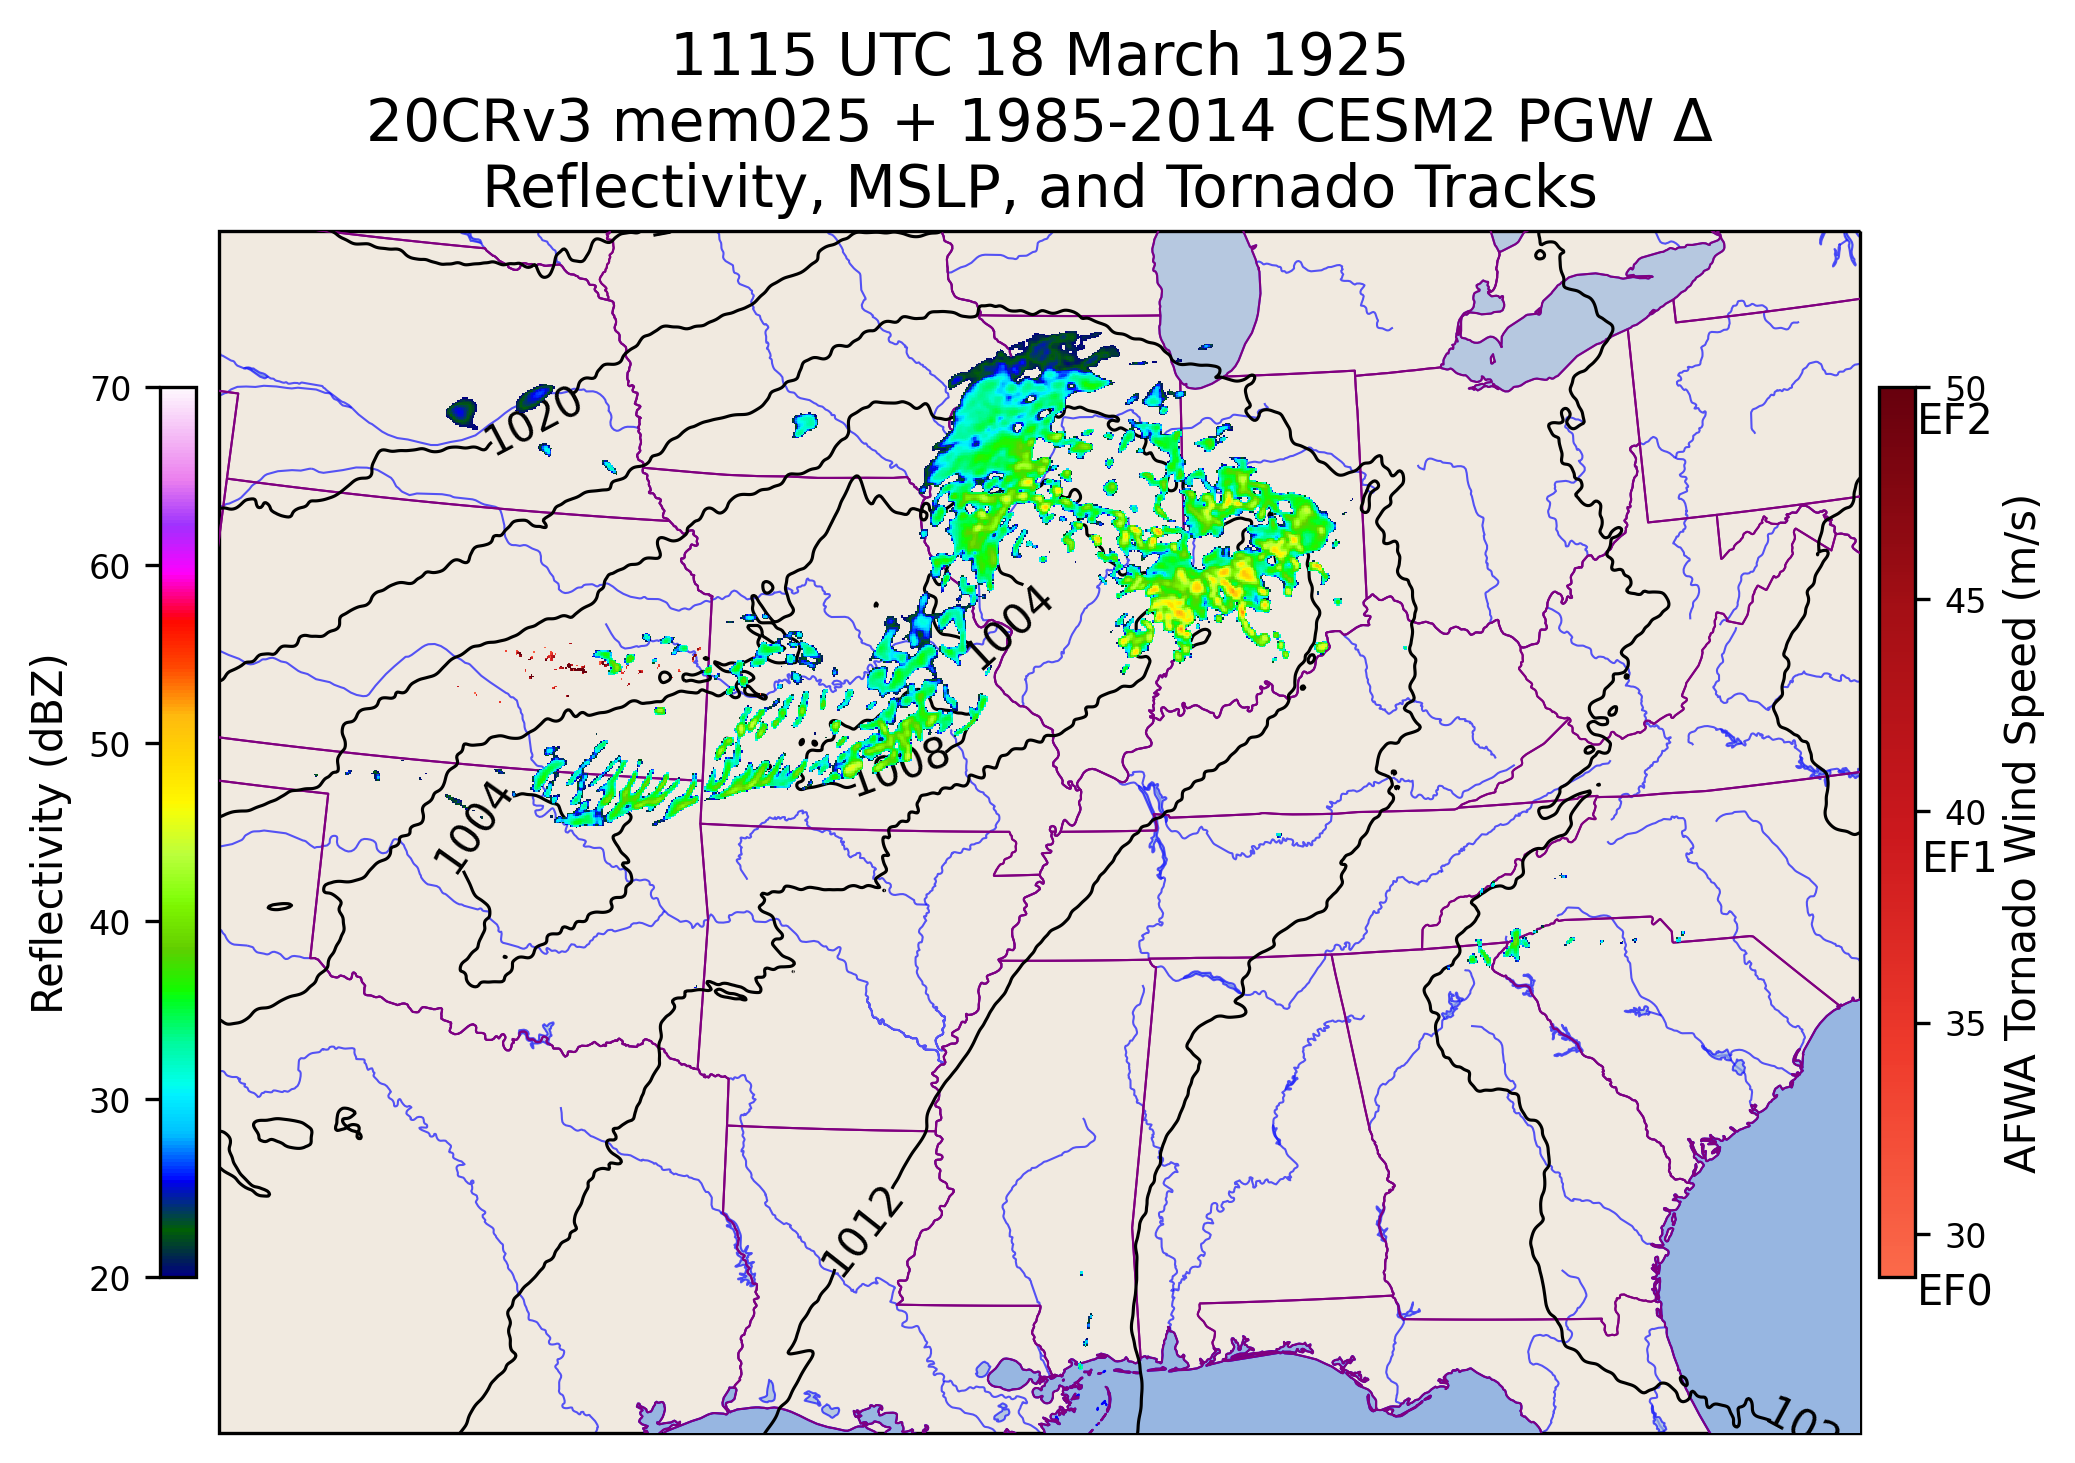 1115 UTC 18 March 1925
20CRv3 mem025 + 1985-2014 CESM2 PGW Δ
Reflectivity, MSLP, and Tornado Tracks
70
60
50
40
30
20
Reflectivity (dBZ)
1020
1004
1008
1004
1012
50
EF2
45
40
EF1
35
30
EF0
AFWA Tornado Wind Speed (m/s)